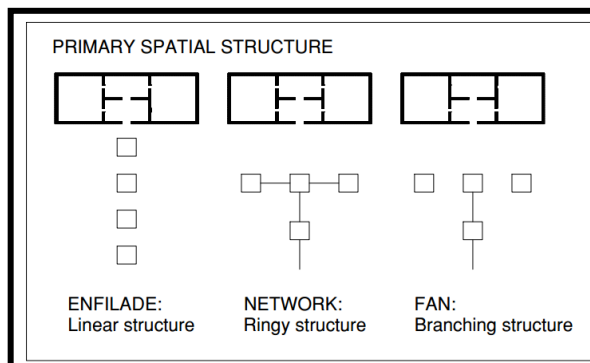 PRIMARY SPATIAL STRUCTURE
ENFILADE:
Linear structure
NETWORK:
Ringy structure
FAN:
Branching structure